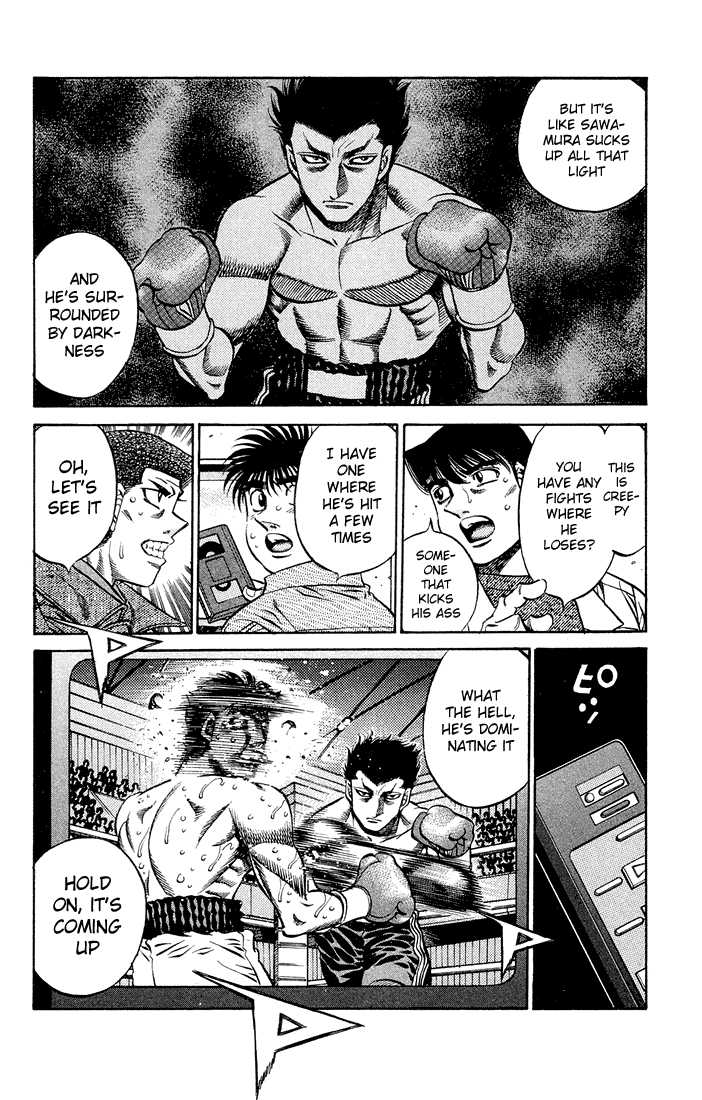 BUT IT'S
LIKE SAWA-
MURA SUCKS
UP ALL THAT
LIGHT
AND
HE'S SUR-
ROUNDED
BY DARK-
NESS
THIS
IS
CREE-
PY
YOU
HAVE ANY
FIGHTS
WHERE
HE
LOSES?
SOME-
ONE
THAT
KICKS
HIS ASS
I HAVE
ONE
WHERE
HE'S HIT
A FEW
TIMES
OH,
LET'S
SEE IT
ピッ
WHAT
THE HELL,
HE'S DOMI-
NATING IT
HOLD
ON, IT'S
COMING
UP